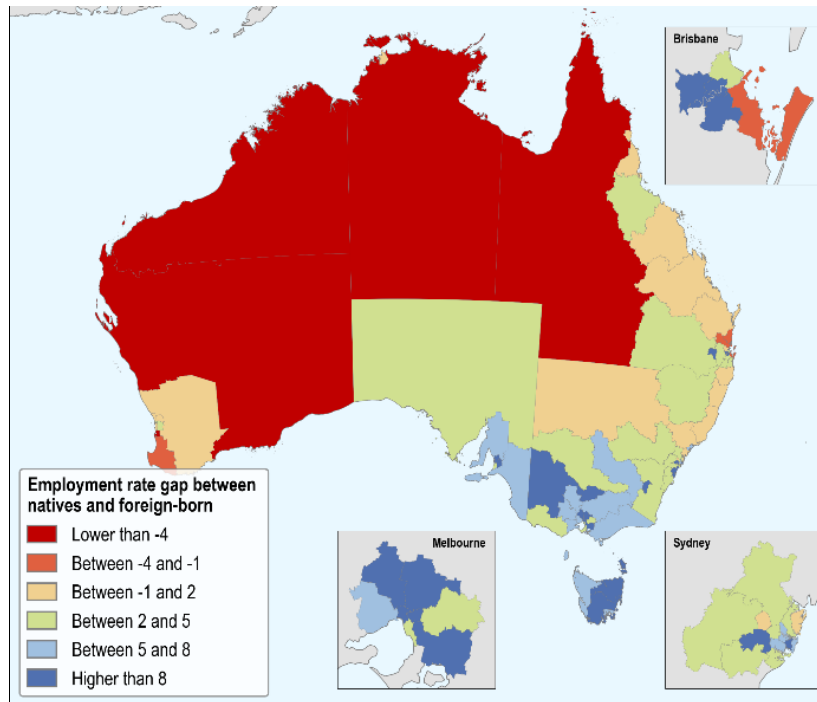 Brisbane
Employment rate gap between
natives and foreign-born
Lower than -4
Between -4 and -1
Between -1 and 2
Between 2 and 5
Between 5 and 8
Higher than 8
Melbourne
Sydney